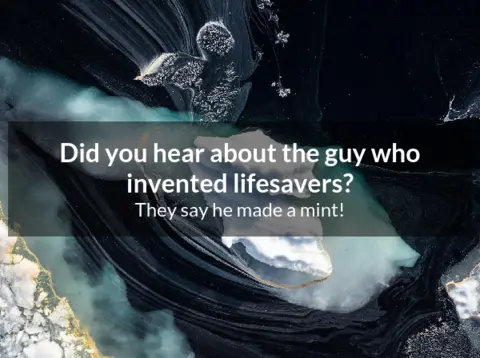 Did you hear about the guy who
invented lifesavers?
They say he made a mint!